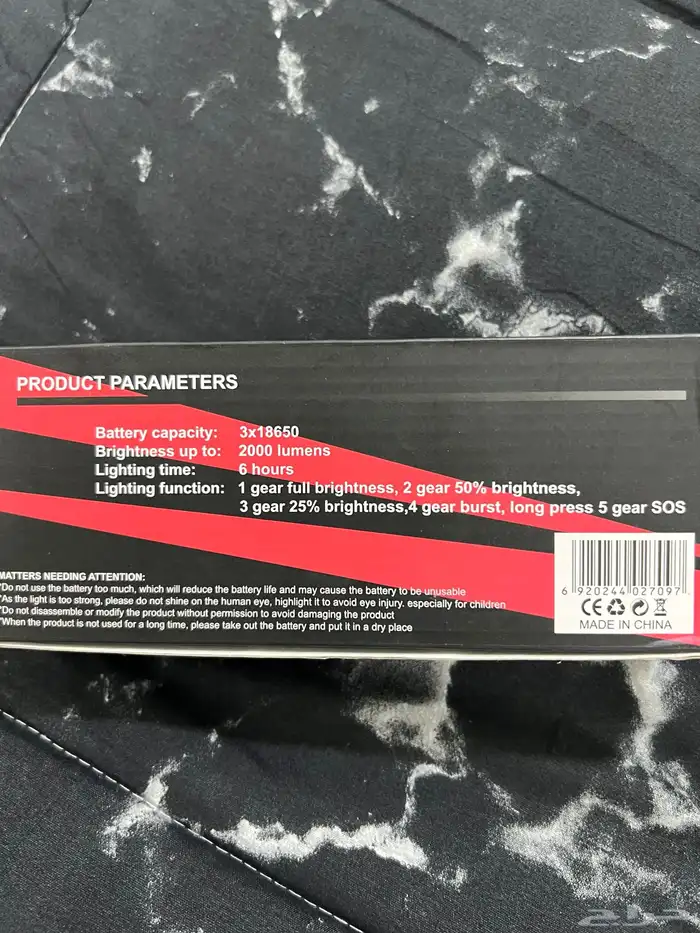 PRODUCT PARAMETERS
Battery capacity: 3x18650
Brightness up to: 2000 lumens
Lighting time: 6 hours
Lighting function: 1 gear full brightness, 2 gear 50% brightness,
3 gear 25% brightness,4 gear burst, long press 5 gear SOS
MATTERS NEEDING ATTENTION:
*Do not use the battery too much, which will reduce the battery life and may cause the battery to be unusable
*As the light is too strong, please do not shine on the human eye, highlight it to avoid eye injury. especially for children
*Do not disassemble or modify the product without permission to avoid damaging the product
*When the product is not used for a long time, please take out the battery and put it in a dry place
6 920244 027097
CE
MADE IN CHINA
حراج